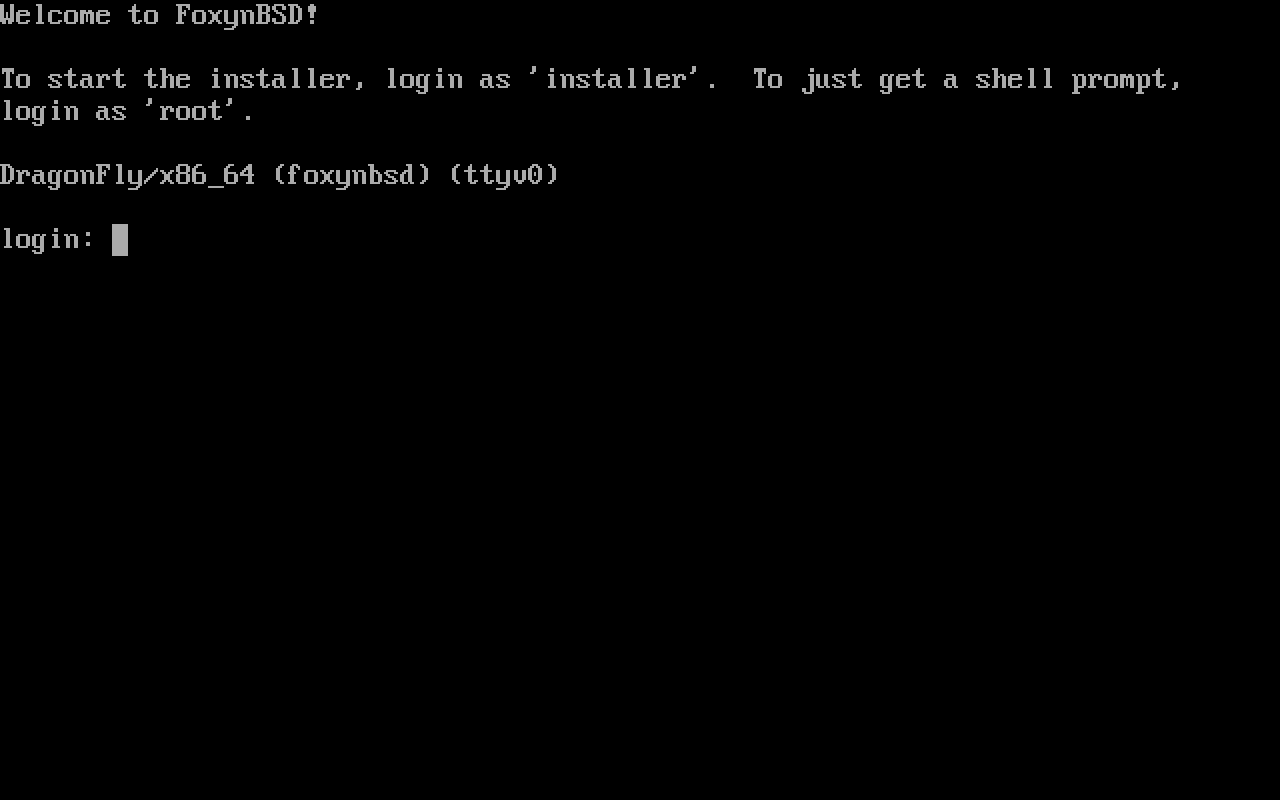 Welcome to FoxynBSD!
To start the installer, login as 'installer'.  To just get a shell prompt,
login as 'root'.
DragonFly/x86_64 (foxynbsd) (ttyv0)
login: